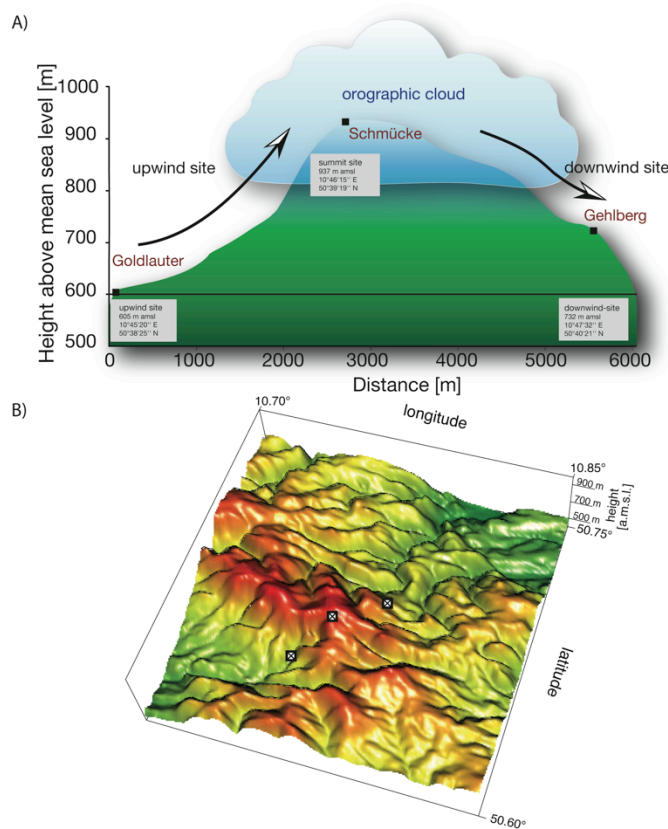 A)
Height above mean sea level [m]
1000
900
800
700
600
500
orographic cloud
Schmücke
upwind site
downwind site
summit site
937 m amsl
10°46'15'' E
50°39'19'' N
Goldlauter
Gehlberg
upwind site
605 m amsl
10°45'20'' E
50°38'25'' N
downwind-site
732 m amsl
10°47'32'' E
50°40'21'' N
0
1000
2000
3000
4000
5000
6000
Distance [m]
B)
10.70°
longitude
10.85°
900 m
700 m
500 m
height
[a.m.s.l.]
50.75°
latitude
50.60°